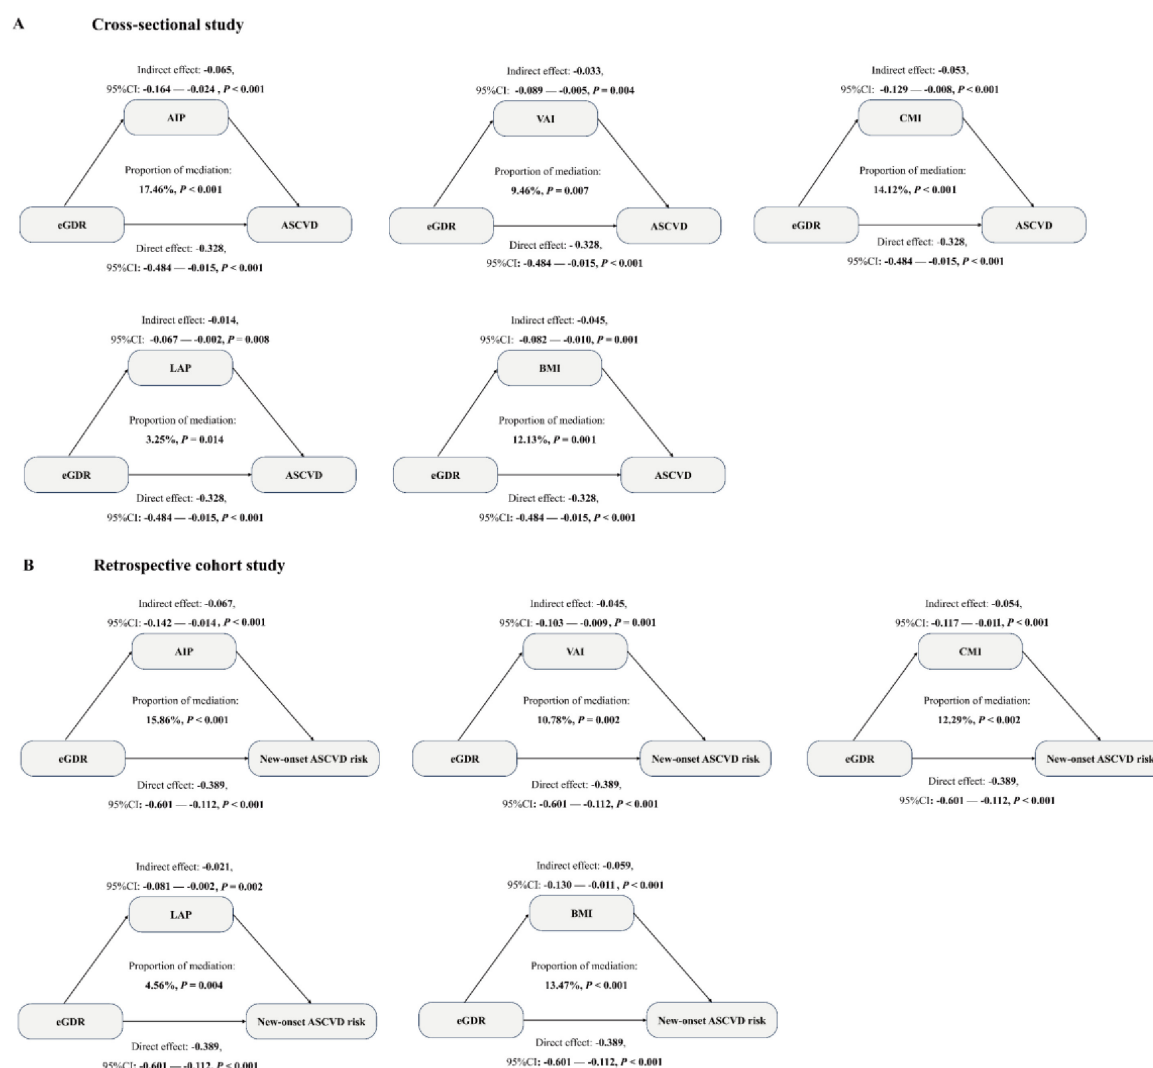 A Cross-sectional study
Indirect effect: -0.065,
95%CI: -0.164 — -0.024 , P < 0.001
AIP
Proportion of mediation:
17.46%, P < 0.001
eGDR
ASCVD
Direct effect: -0.328,
95%CI: -0.484 — -0.015, P < 0.001
Indirect effect: -0.033,
95%CI: -0.089 — -0.005, P = 0.004
VAI
Proportion of mediation:
9.46%, P = 0.007
eGDR
ASCVD
Direct effect: - 0.328,
95%CI: -0.484 — -0.015, P < 0.001
Indirect effect: -0.053,
95%CI: -0.129 — -0.008, P < 0.001
CMI
Proportion of mediation:
14.12%, P < 0.001
eGDR
ASCVD
Direct effect: -0.328,
95%CI: -0.484 — -0.015, P < 0.001
Indirect effect: -0.014,
95%CI: -0.067 — -0.002, P = 0.008
LAP
Proportion of mediation:
3.25%, P = 0.014
eGDR
ASCVD
Direct effect: -0.328,
95%CI: -0.484 — -0.015, P < 0.001
Indirect effect: -0.045,
95%CI: -0.082 — -0.010, P = 0.001
BMI
Proportion of mediation:
12.13%, P = 0.001
eGDR
ASCVD
Direct effect: -0.328,
95%CI: -0.484 — -0.015, P < 0.001
B Retrospective cohort study
Indirect effect: -0.067,
95%CI: -0.142 — -0.014, P < 0.001
AIP
Proportion of mediation:
15.86%, P < 0.001
eGDR
New-onset ASCVD risk
Direct effect: -0.389,
95%CI: -0.601 — -0.112, P < 0.001
Indirect effect: -0.045,
95%CI: -0.103 — -0.009, P = 0.001
VAI
Proportion of mediation:
10.78%, P = 0.002
eGDR
New-onset ASCVD risk
Direct effect: -0.389,
95%CI: -0.601 — -0.112, P < 0.001
Indirect effect: -0.054,
95%CI: -0.117 — -0.011, P < 0.001
CMI
Proportion of mediation:
12.29%, P < 0.002
eGDR
New-onset ASCVD risk
Direct effect: -0.389,
95%CI: -0.601 — -0.112, P < 0.001
Indirect effect: -0.021,
95%CI: -0.081 — -0.002, P = 0.002
LAP
Proportion of mediation:
4.56%, P = 0.004
eGDR
New-onset ASCVD risk
Direct effect: -0.389,
95%CI: -0.601 — -0.112, P < 0.001
Indirect effect: -0.059,
95%CI: -0.130 — -0.011, P < 0.001
BMI
Proportion of mediation:
13.47%, P < 0.001
eGDR
New-onset ASCVD risk
Direct effect: -0.389,
95%CI: -0.601 — -0.112, P < 0.001